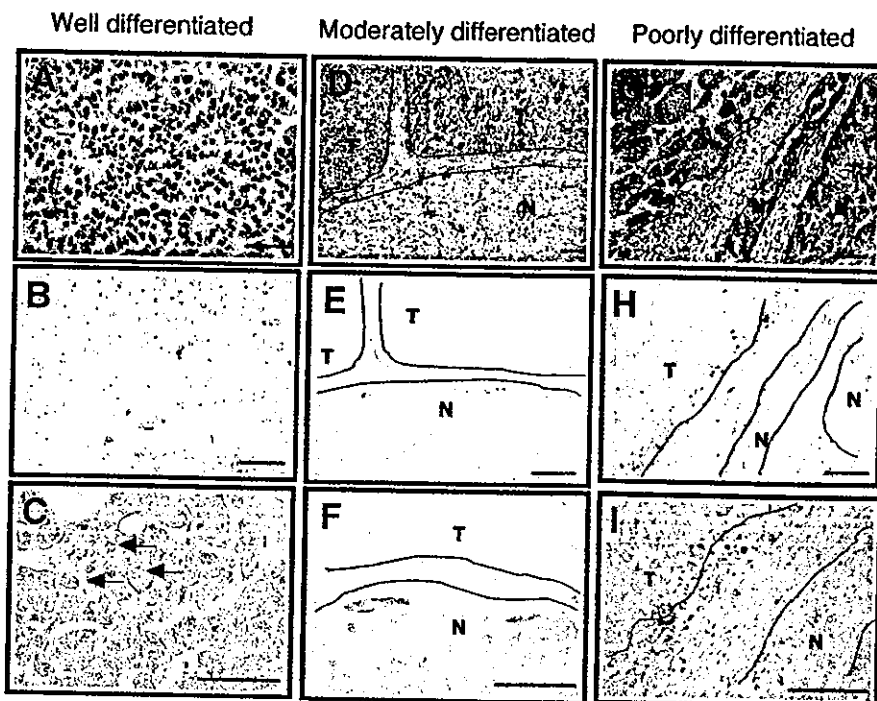 Well differentiated
Moderately differentiated
Poorly differentiated
A
D
T
N
B
E
T
T
N
H
T
N
N
C
F
T
N
I
T
N